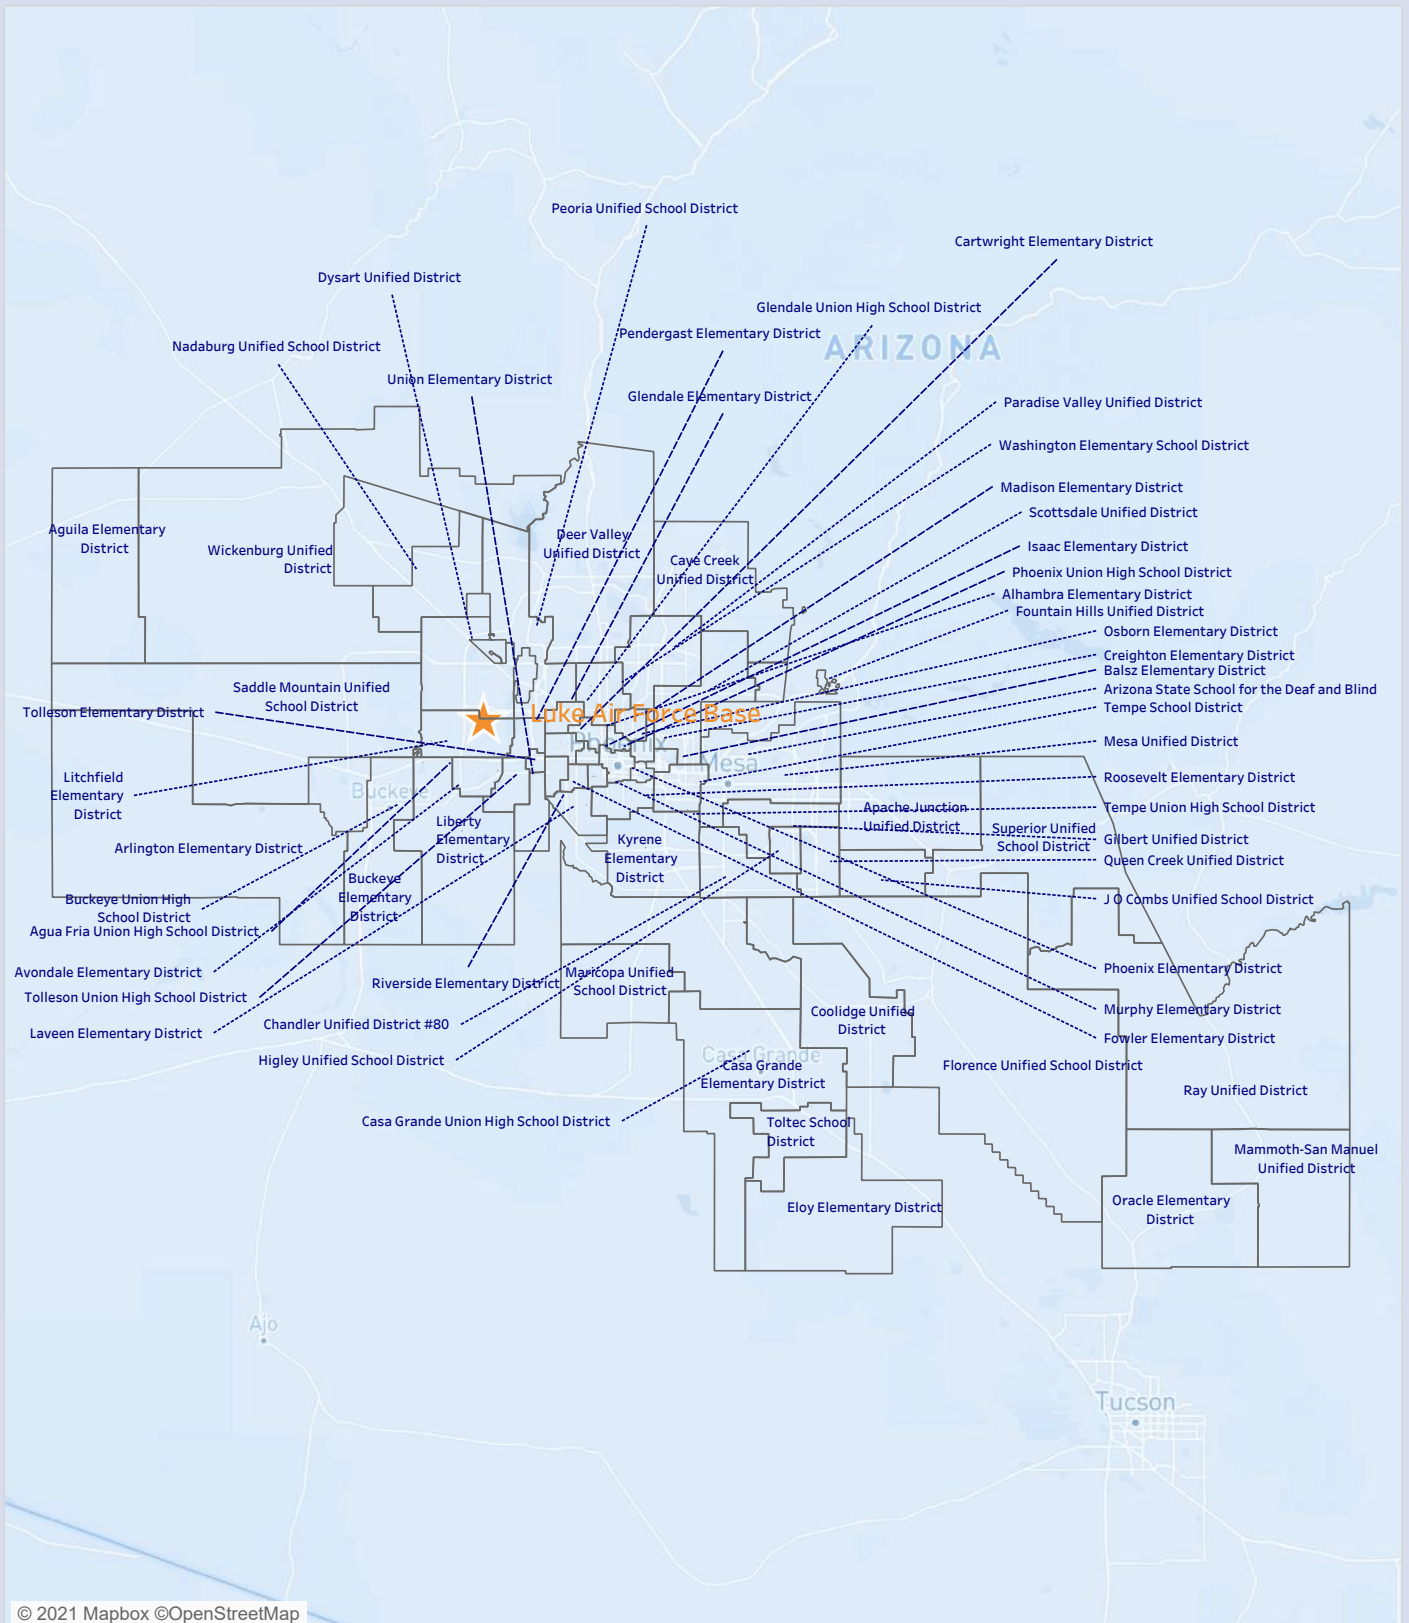 Peoria Unified School District
Cartwright Elementary District
Dysart Unified District
Glendale Union High School District
Pendergast Elementary District
ARIZONA
Nadaburg Unified School District
Union Elementary District
Glendale Elementary District
Paradise Valley Unified District
Washington Elementary School District
Madison Elementary District
Scottsdale Unified District
Aguila Elementary
District
Wickenburg Unified
District
Deer Valley
Unified District
Cave Creek
Unified District
Isaac Elementary District
Phoenix Union High School District
Alhambra Elementary District
Fountain Hills Unified District
Osborn Elementary District
Creighton Elementary District
Balsz Elementary District
Arizona State School for the Deaf and Blind
Tempe School District
Saddle Mountain Unified
School District
Tolleson Elementary District
Luke Air Force Base
Phoenix
Mesa
Mesa Unified District
Roosevelt Elementary District
Litchfield
Elementary
District
Buckeye
Tempe Union High School District
Apache Junction
Unified District
Superior Unified
School District
Gilbert Unified District
Queen Creek Unified District
Arlington Elementary District
Liberty
Elementary
District
Kyrene
Elementary
District
Buckeye
Elementary
District
J O Combs Unified School District
Buckeye Union High
School District
Agua Fria Union High School District
Avondale Elementary District
Tolleson Union High School District
Riverside Elementary District
Maricopa Unified
School District
Phoenix Elementary District
Murphy Elementary District
Laveen Elementary District
Chandler Unified District #80
Coolidge Unified
District
Fowler Elementary District
Higley Unified School District
Casa Grande
Casa Grande
Elementary District
Florence Unified School District
Ray Unified District
Casa Grande Union High School District
Toltec School
District
Mammoth-San Manuel
Unified District
Eloy Elementary District
Oracle Elementary
District
Ajo
Tucson
© 2021 Mapbox ©OpenStreetMap